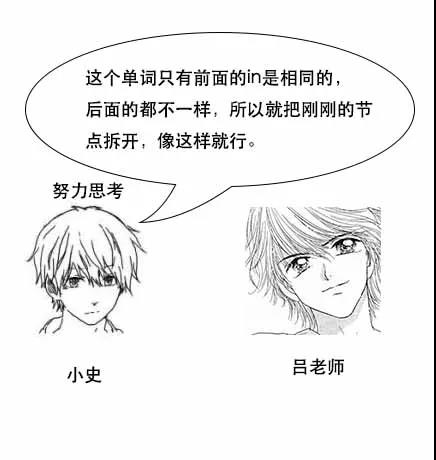 这个单词只有前面的in是相同的，
后面的都不一样，所以就把刚刚的节
点拆开，像这样就行。
努力思考
小史
吕老师